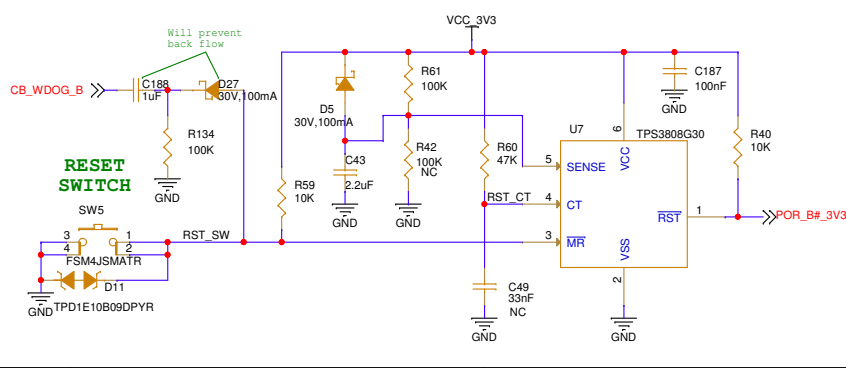 VCC_3V3
Will prevent
back flow
CB_WDOG_B
C188
1uF
D27
30V,100mA
R134
100K
GND
D5
30V,100mA
R61
100K
C187
100nF
GND
U7
TPS3808G30
R42
100K
NC
GND
C43
2.2uF
GND
R60
47K
R40
10K
5
SENSE
6
VCC
4
CT
RST_CT
RST
1
POR_B#_3V3
3
MR
VSS
2
GND
R59
10K
RESET
SWITCH
SW5
3
4
1
2
RST_SW
FSM4JSMATR
D11
GND
TPD1E10B09DPYR
C49
33nF
NC
GND